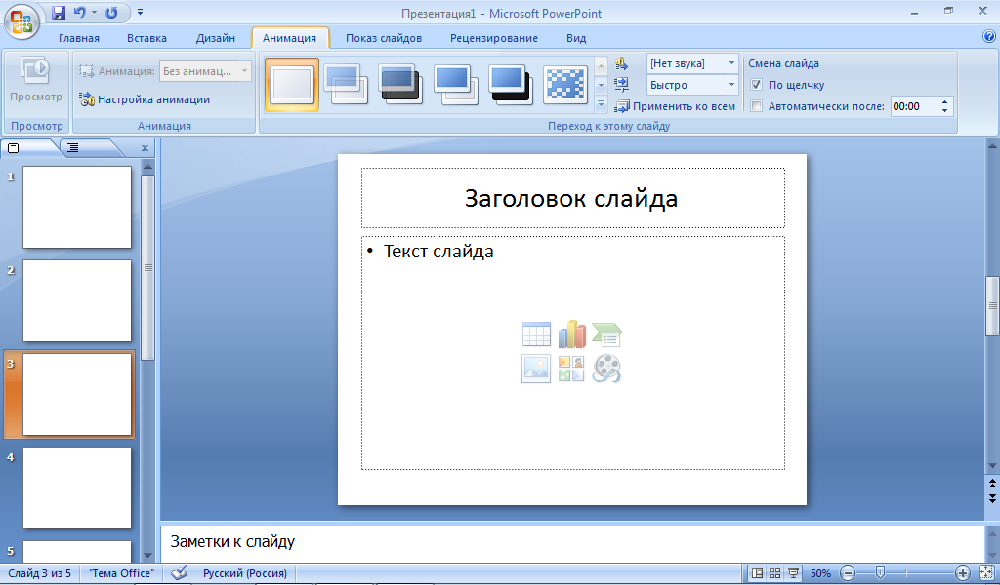 Презентация1 - Microsoft PowerPoint
Главная Вставка Дизайн Анимация Показ слайдов Рецензирование Вид
Просмотр
Просмотр
Анимация: Без анимац...
Настройка анимации
Анимация
[Нет звука]
Быстро
Применить ко всем
Смена слайда
По щелчку
Автоматически после: 00:00
Переход к этому слайду
1
2
3
4
5
Заголовок слайда
• Текст слайда
Заметки к слайду
Слайд 3 из 5 "Тема Office" Русский (Россия) 50%